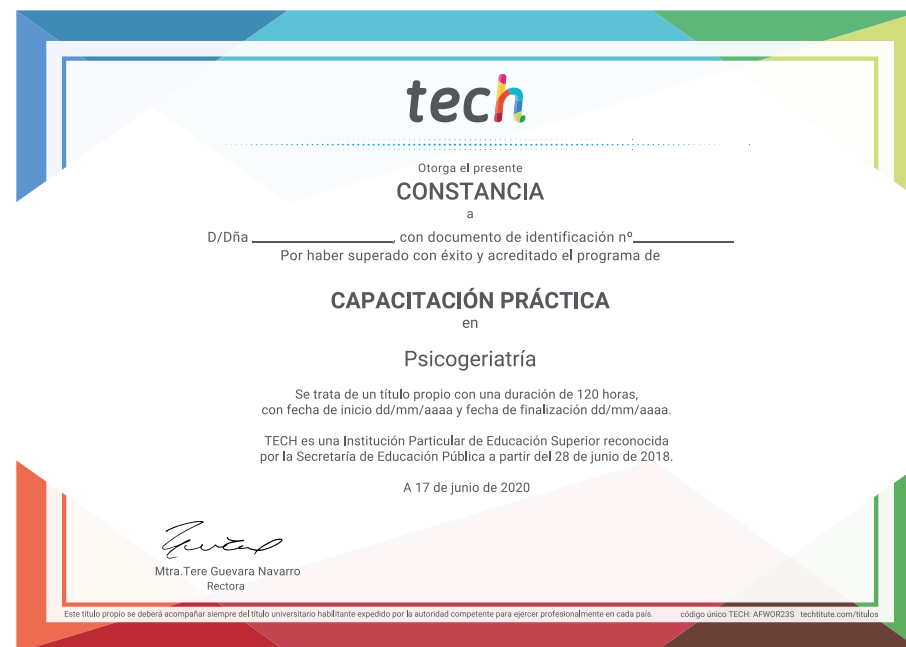 tech
Otorga el presente
CONSTANCIA
a
D/Dña ____________________, con documento de identificación nº______________
Por haber superado con éxito y acreditado el programa de
CAPACITACIÓN PRÁCTICA
en
Psicogeriatría
Se trata de un título propio con una duración de 120 horas,
con fecha de inicio dd/mm/aaaa y fecha de finalización dd/mm/aaaa.
TECH es una Institución Particular de Educación Superior reconocida
por la Secretaría de Educación Pública a partir del 28 de junio de 2018.
A 17 de junio de 2020
Mtra.Tere Guevara Navarro
Rectora
Este título propio se deberá acompañar siempre del título universitario habilitante expedido por la autoridad competente para ejercer profesionalmente en cada país. código único TECH: AFWOR23S techtitute.com/titulos